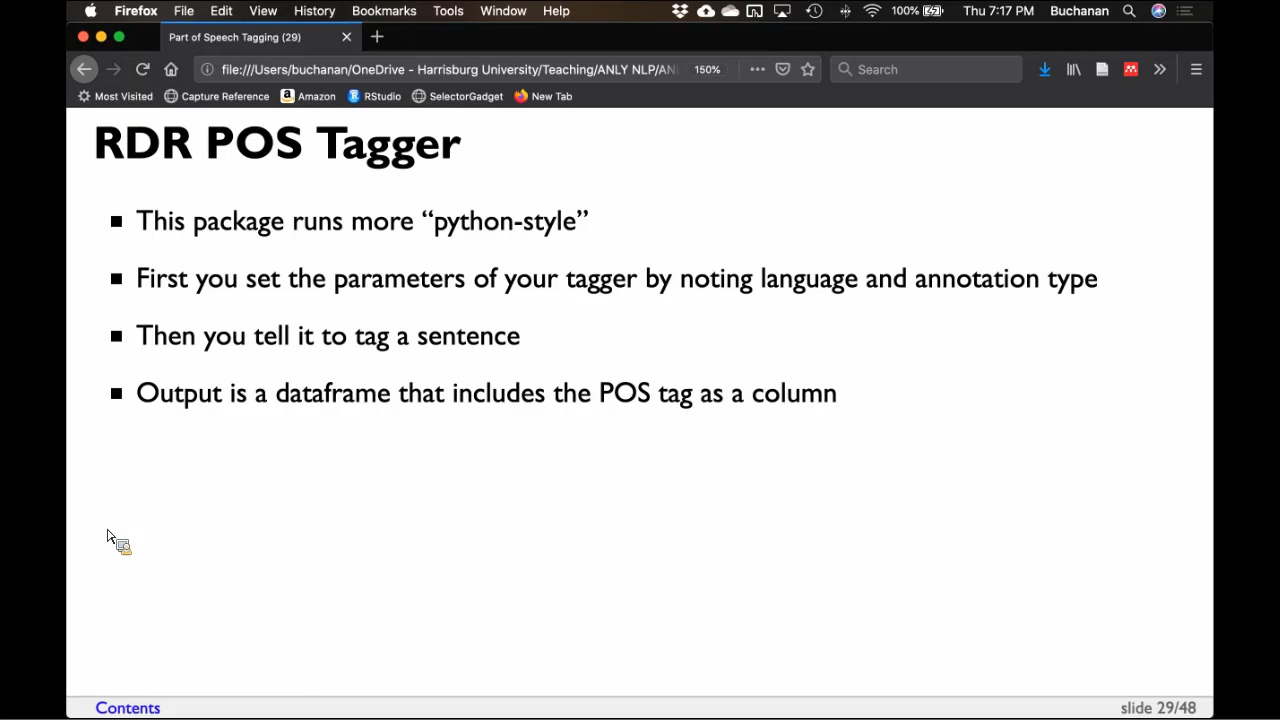 Firefox File Edit View History Bookmarks Tools Window Help 100% Thu 7:17 PM Buchanan
Part of Speech Tagging (29)
file:///Users/buchanan/OneDrive - Harrisburg University/Teaching/ANLY NLP/AN 150% Search
Most Visited Capture Reference Amazon RStudio SelectorGadget New Tab
RDR POS Tagger
This package runs more “python-style”
First you set the parameters of your tagger by noting language and annotation type
Then you tell it to tag a sentence
Output is a dataframe that includes the POS tag as a column
Contents slide 29/48